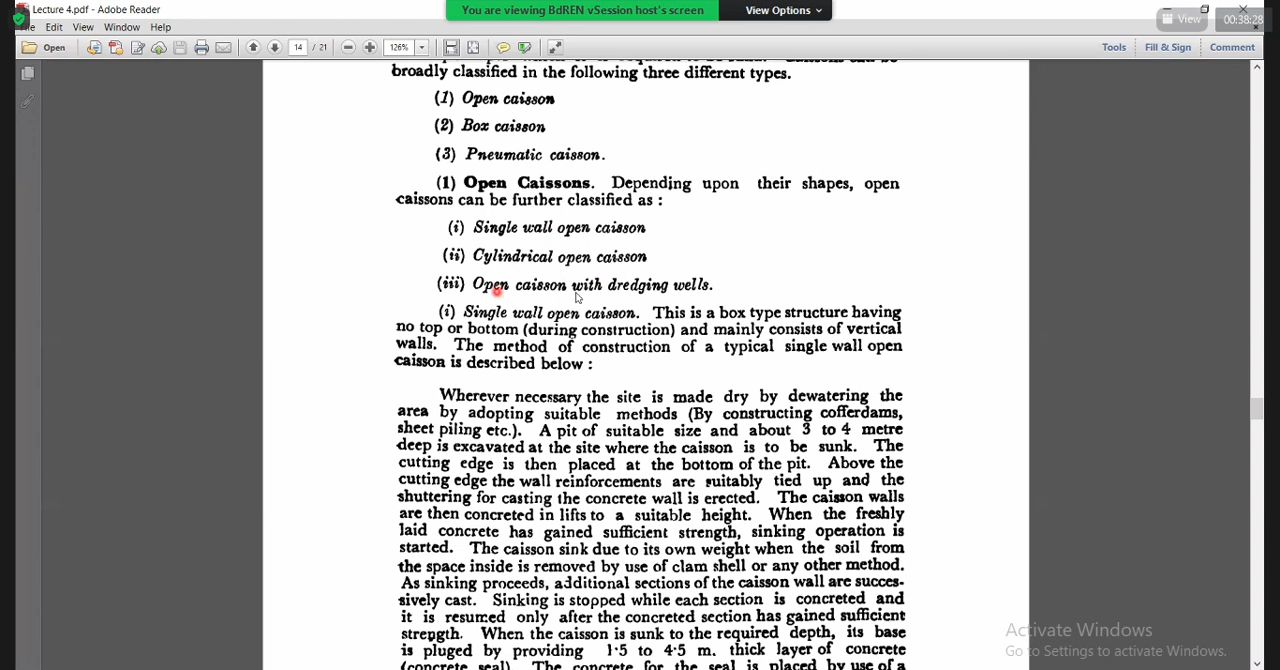 Lecture 4.pdf - Adobe Reader
You are viewing BdREN vSession host's screen
View Options
View
00:38:28
File Edit View Window Help
Open
14 / 21
126%
Tools Fill & Sign Comment
broadly classified in the following three different types.
(1) Open caisson
(2) Box caisson
(3) Pneumatic caisson.
(1) Open Caissons. Depending upon their shapes, open
caissons can be further classified as :
(i) Single wall open caisson
(ii) Cylindrical open caisson
(iii) Open caisson with dredging wells.
(i) Single wall open caisson. This is a box type structure having
no top or bottom (during construction) and mainly consists of vertical
walls. The method of construction of a typical single wall open
caisson is described below :
Wherever necessary the site is made dry by dewatering the
area by adopting suitable methods (By constructing cofferdams,
sheet piling etc.). A pit of suitable size and about 3 to 4 metre
deep is excavated at the site where the caisson is to be sunk. The
cutting edge is then placed at the bottom of the pit. Above the
cutting edge the wall reinforcements are suitably tied up and the
shuttering for casting the concrete wall is erected. The caisson walls
are then concreted in lifts to a suitable height. When the freshly
laid concrete has gained sufficient strength, sinking operation is
started. The caisson sink due to its own weight when the soil from
the space inside is removed by use of clam shell or any other method.
As sinking proceeds, additional sections of the caisson wall are succes-
sively cast. Sinking is stopped while each section is concreted and
it is resumed only after the concreted section has gained sufficient
strength. When the caisson is sunk to the required depth, its base
is pluged by providing 1·5 to 4·5 m. thick layer of concrete
(concrete seal). The concrete for the seal is placed by use of a
Activate Windows
Go to Settings to activate Windows.